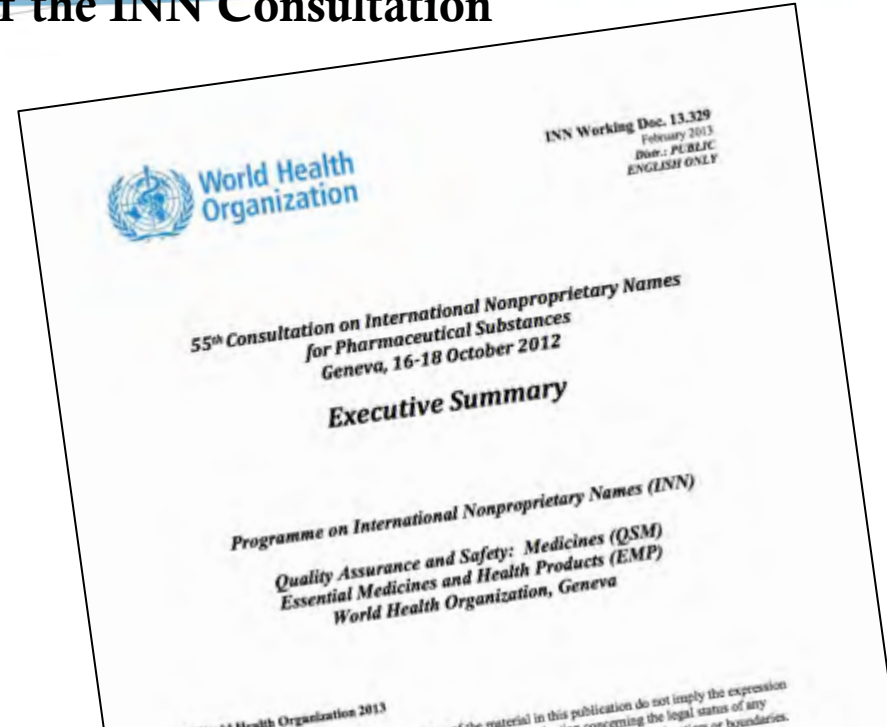 f the INN Consultation
INN Working Doc. 13.329
February 2013
Distr.: PUBLIC
ENGLISH ONLY
World Health
Organization
55th Consultation on International Nonproprietary Names
for Pharmaceutical Substances
Geneva, 16-18 October 2012
Executive Summary
Programme on International Nonproprietary Names (INN)
Quality Assurance and Safety: Medicines (QSM)
Essential Medicines and Health Products (EMP)
World Health Organization, Geneva
World Health Organization 2013
of the material in this publication do not imply the expression
concerning the legal status of any
or boundaries.